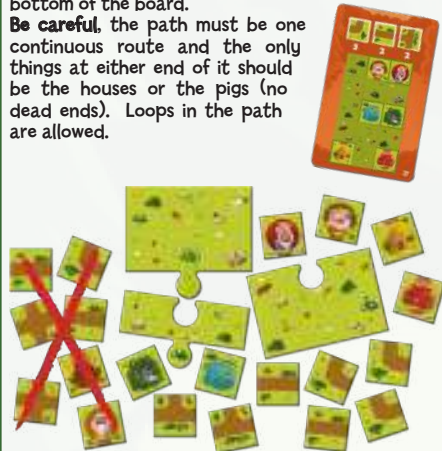 bottom of the board.
Be careful, the path must be one
continuous route and the only
things at either end of it should
be the houses or the pigs (no
dead ends). Loops in the path
are allowed.